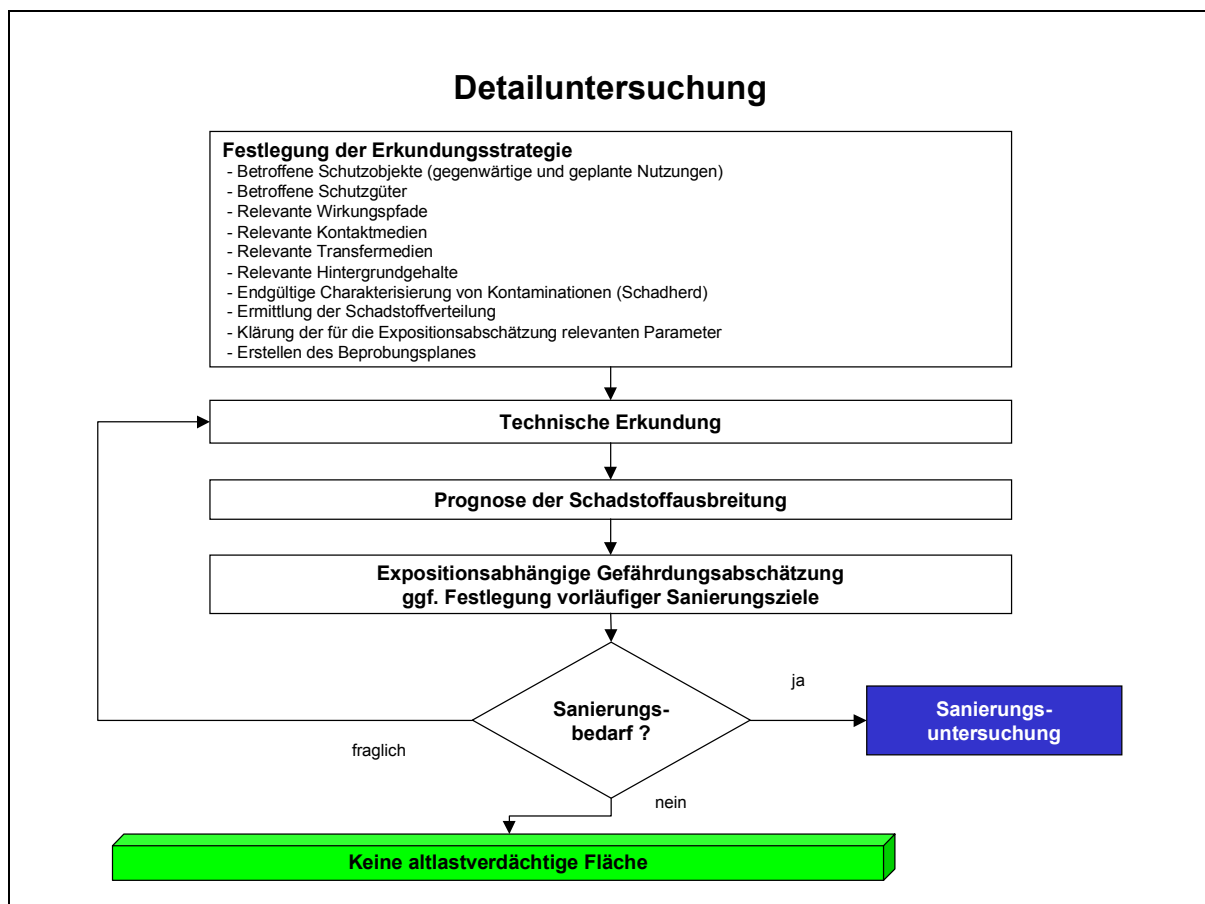 Detailuntersuchung
Festlegung der Erkundungsstrategie
- Betroffene Schutzobjekte (gegenwärtige und geplante Nutzungen)
- Betroffene Schutzgüter
- Relevante Wirkungspfade
- Relevante Kontaktmedien
- Relevante Transfermedien
- Relevante Hintergrundgehalte
- Endgültige Charakterisierung von Kontaminationen (Schadherd)
- Ermittlung der Schadstoffverteilung
- Klärung der für die Expositionsabschätzung relevanten Parameter
- Erstellen des Beprobungsplanes
Technische Erkundung
Prognose der Schadstoffausbreitung
Expositionsabhängige Gefährdungsabschätzung
ggf. Festlegung vorläufiger Sanierungsziele
Sanierungs-
bedarf ?
ja
Sanierungs-
untersuchung
fraglich
nein
Keine altlastverdächtige Fläche